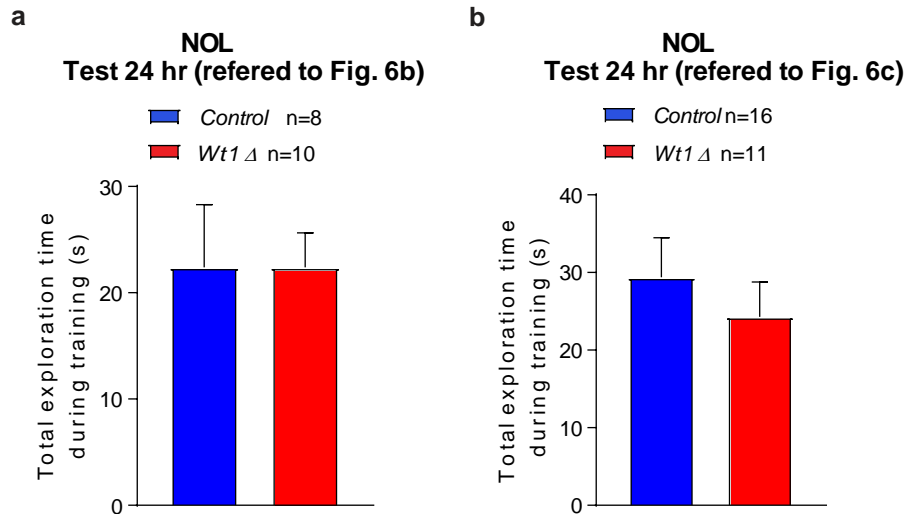 a
NOL
Test 24 hr (refered to Fig. 6b)
Control n=8
Wt1 Δ n=10
Total exploration time
during training (s)
30
20
10
0
b
NOL
Test 24 hr (refered to Fig. 6c)
Control n=16
Wt1 Δ n=11
Total exploration time
during training (s)
40
30
20
10
0